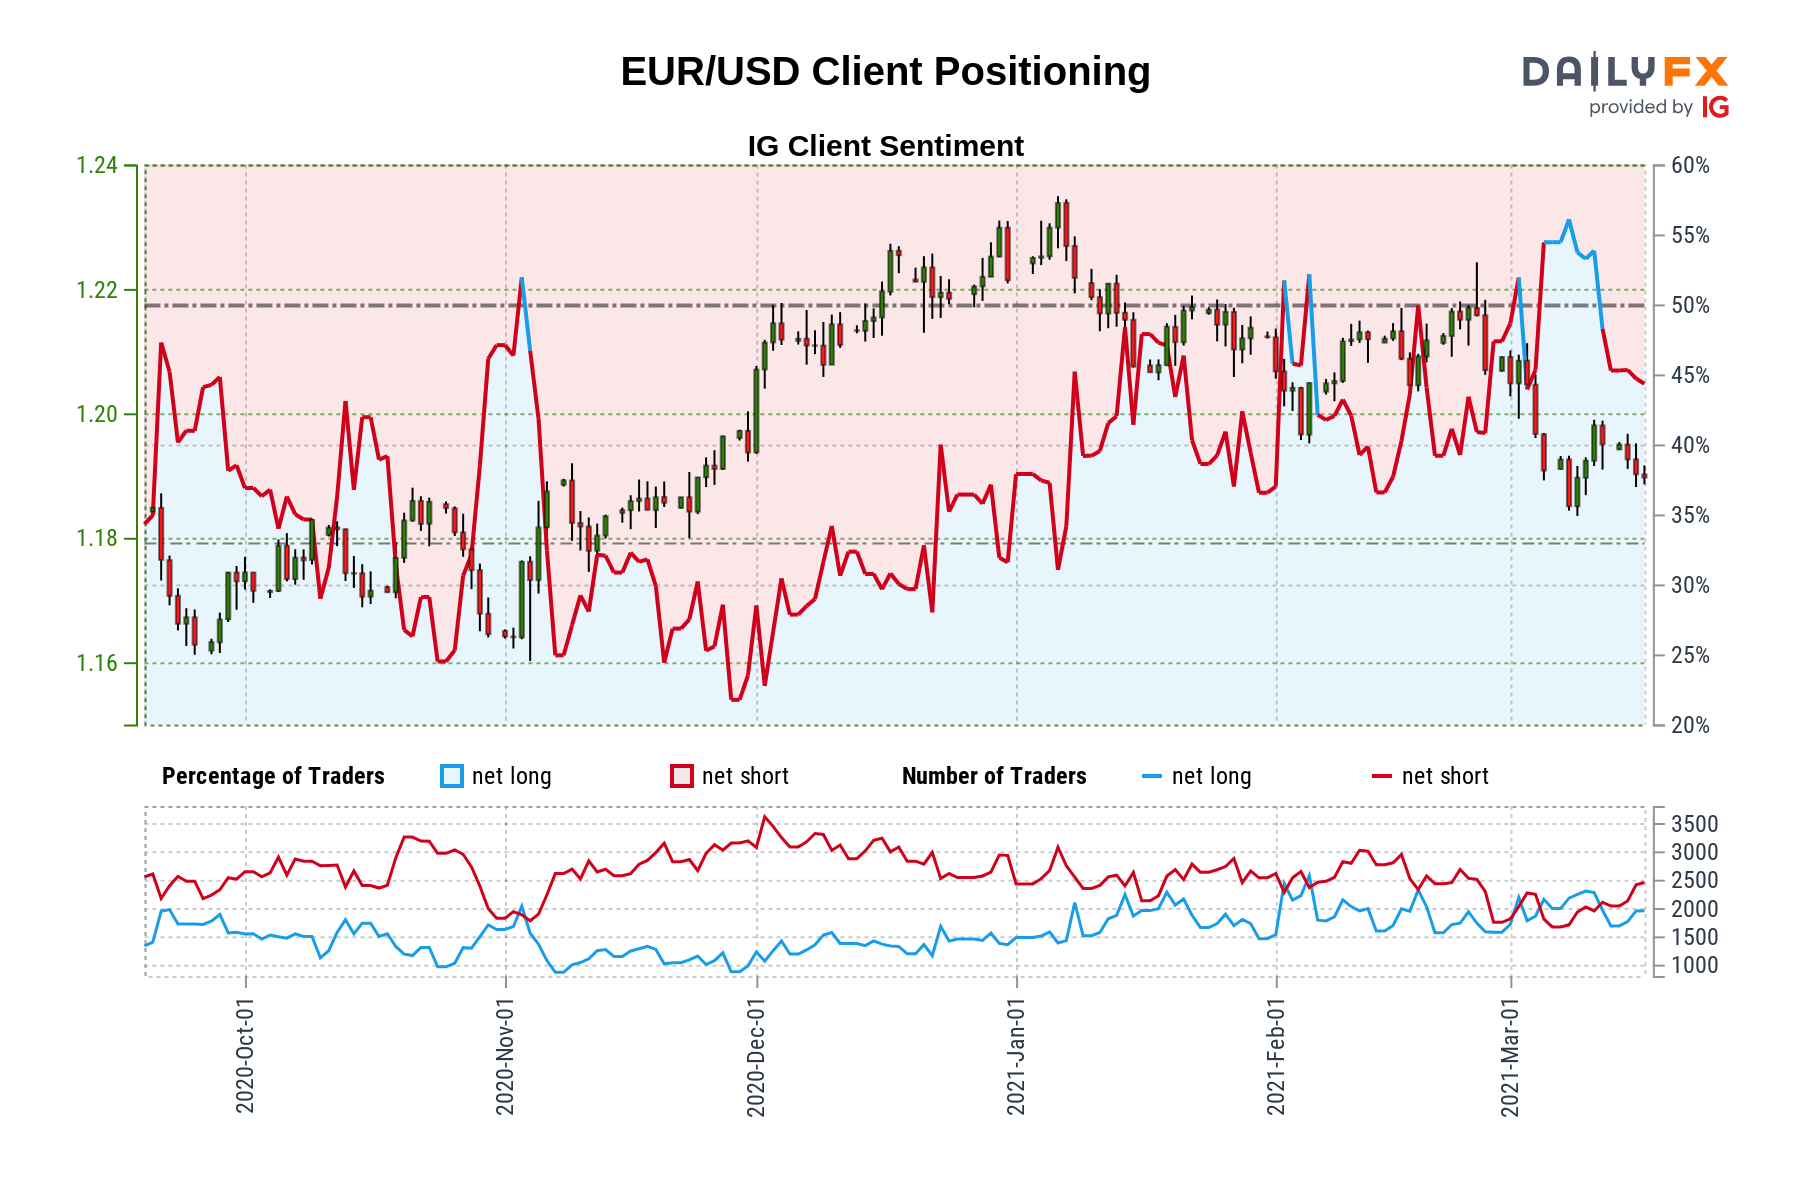 EUR/USD Client Positioning
DAILYFX
provided by IG
IG Client Sentiment
1.24
1.22
1.20
1.18
1.16
60%
55%
50%
45%
40%
35%
30%
25%
20%
Percentage of Traders net long net short Number of Traders net long net short
3500
3000
2500
2000
1500
1000
2020-Oct-01
2020-Nov-01
2020-Dec-01
2021-Jan-01
2021-Feb-01
2021-Mar-01